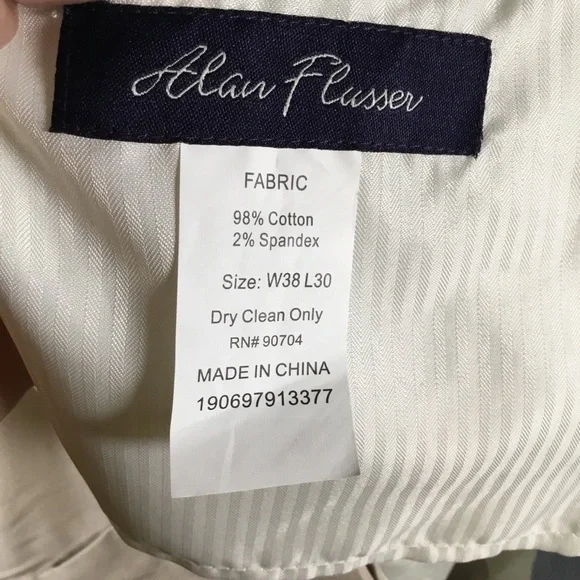 Alan Flusser
FABRIC
98% Cotton
2% Spandex
Size: W38 L30
Dry Clean Only
RN# 90704
MADE IN CHINA
190697913377